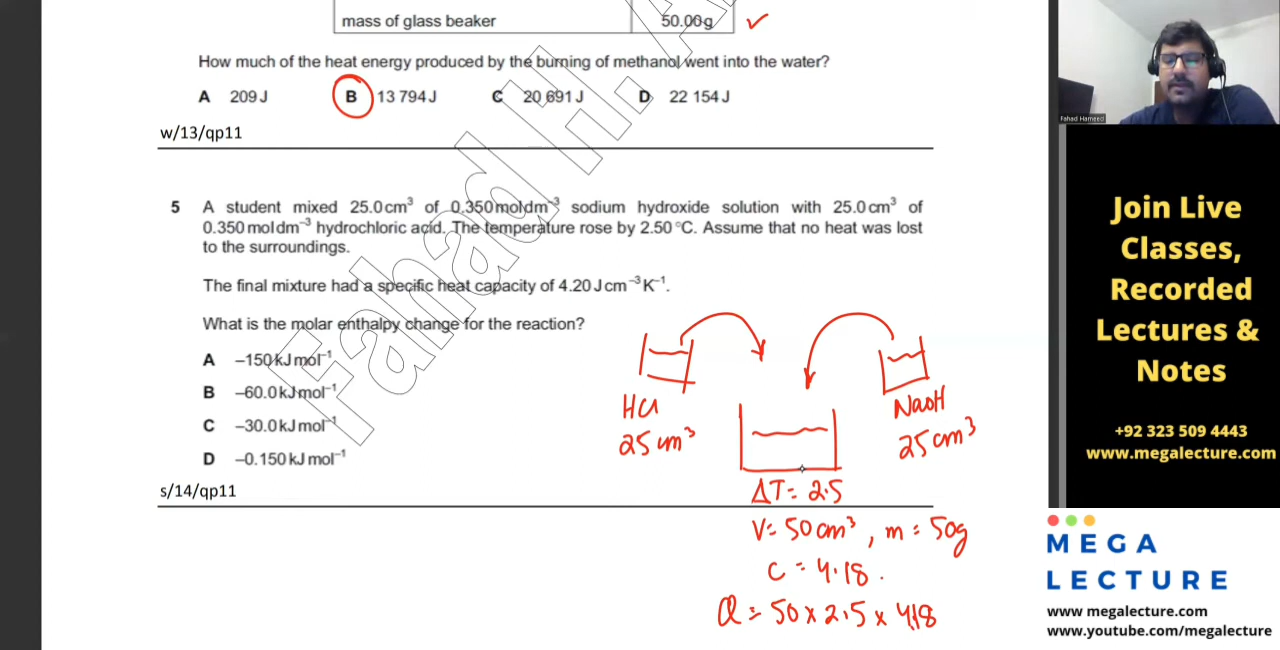 mass of glass beaker 50.00g
How much of the heat energy produced by the burning of methanol went into the water?
A 209 J B 13 794 J C 20 691 J D 22 154 J
w/13/qp11
5 A student mixed 25.0 cm³ of 0.350 mol dm⁻³ sodium hydroxide solution with 25.0 cm³ of
0.350 mol dm⁻³ hydrochloric acid. The temperature rose by 2.50 °C. Assume that no heat was lost
to the surroundings.
The final mixture had a specific heat capacity of 4.20 J cm⁻³ K⁻¹.
What is the molar enthalpy change for the reaction?
A –150 kJ mol⁻¹
B –60.0 kJ mol⁻¹
C –30.0 kJ mol⁻¹
D –0.150 kJ mol⁻¹
s/14/qp11
HCl
25 cm³
NaOH
25 cm³
ΔT = 2.5
V = 50 cm³ , m = 50g
C = 4.18 .
Q = 50 × 2.5 × 4.18
Fahad H. A
Fahad Hameed
Join Live
Classes,
Recorded
Lectures &
Notes
+92 323 509 4443
www.megalecture.com
MEGA
LECTURE
www megalecture.com
www.youtube.com/megalecture